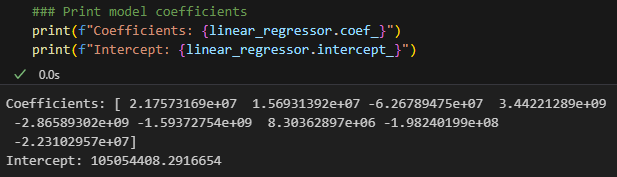 ### Print model coefficients
print(f"Coefficients: {linear_regressor.coef_}")
print(f"Intercept: {linear_regressor.intercept_}")
✓ 0.0s
Coefficients: [ 2.17573169e+07  1.56931392e+07 -6.26789475e+07  3.44221289e+09
 -2.86589302e+09 -1.59372754e+09  8.30362897e+06 -1.98240199e+08
 -2.23102957e+07]
Intercept: 105054408.2916654